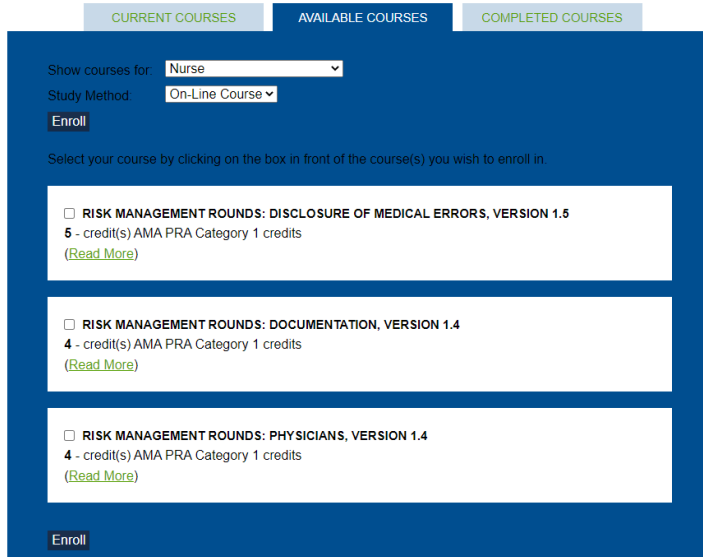 CURRENT COURSES AVAILABLE COURSES COMPLETED COURSES
Show courses for: Nurse
Study Method: On-Line Course
Enroll
Select your course by clicking on the box in front of the course(s) you wish to enroll in.
RISK MANAGEMENT ROUNDS: DISCLOSURE OF MEDICAL ERRORS, VERSION 1.5
5 - credit(s) AMA PRA Category 1 credits
(Read More)
RISK MANAGEMENT ROUNDS: DOCUMENTATION, VERSION 1.4
4 - credit(s) AMA PRA Category 1 credits
(Read More)
RISK MANAGEMENT ROUNDS: PHYSICIANS, VERSION 1.4
4 - credit(s) AMA PRA Category 1 credits
(Read More)
Enroll